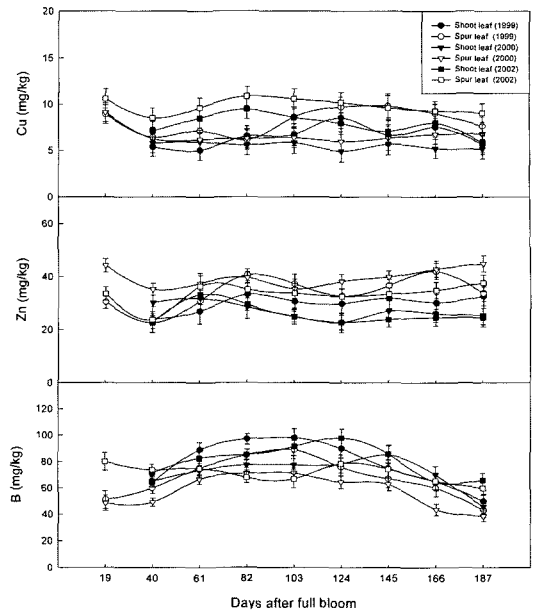 Cu (mg/kg)
20
15
10
5
0
Shoot leaf (1999)
Spur leaf (1999)
Shoot leaf (2000)
Spur leaf (2000)
Shoot leaf (2002)
Spur leaf (2002)
Zn (mg/kg)
60
40
20
0
B (mg/kg)
120
100
80
60
40
20
0
19 40 61 82 103 124 145 166 187
Days after full bloom